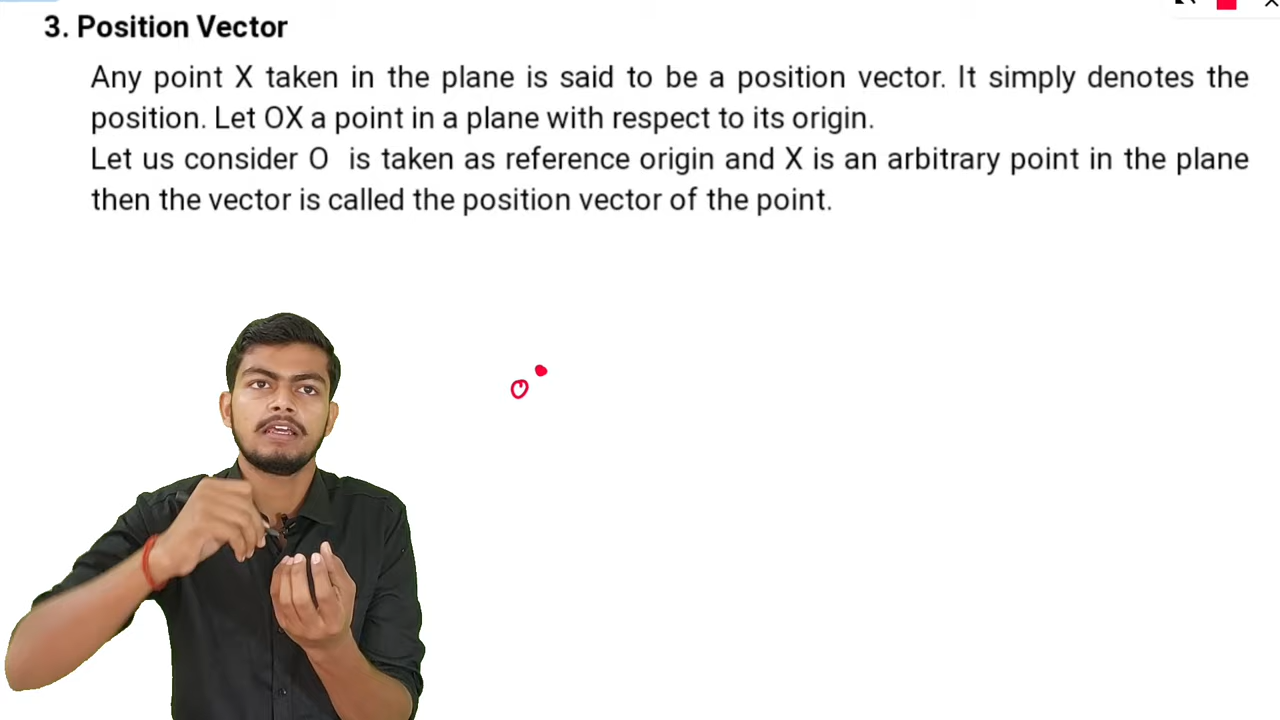 3. Position Vector
Any point X taken in the plane is said to be a position vector. It simply denotes the
position. Let OX a point in a plane with respect to its origin.
Let us consider O is taken as reference origin and X is an arbitrary point in the plane
then the vector is called the position vector of the point.
O